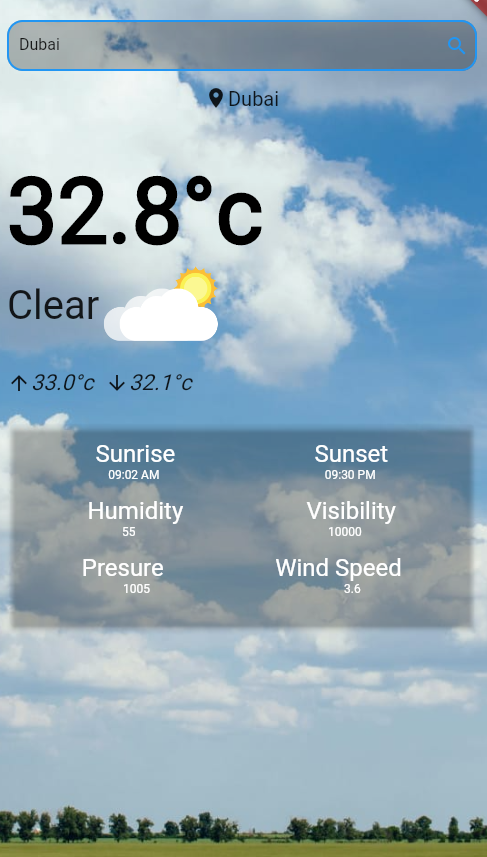 Dubai
Dubai
32.8°c
Clear
33.0°c 32.1°c
Sunrise Sunset
09:02 AM 09:30 PM
Humidity Visibility
55 10000
Presure Wind Speed
1005 3.6